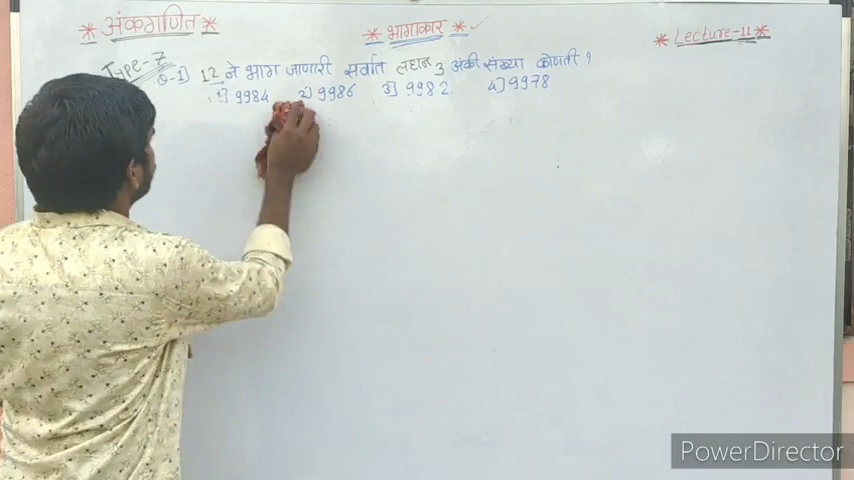 * अंकगणित * * भागाकार * ✓ * Lecture-11 *
Type-7
Q-1] 12 ने भाग जाणारी सर्वात लहान 3 अंकी संख्या कोणती ?
1] 9984 2] 9986 3] 9982 4] 9978
PowerDirector